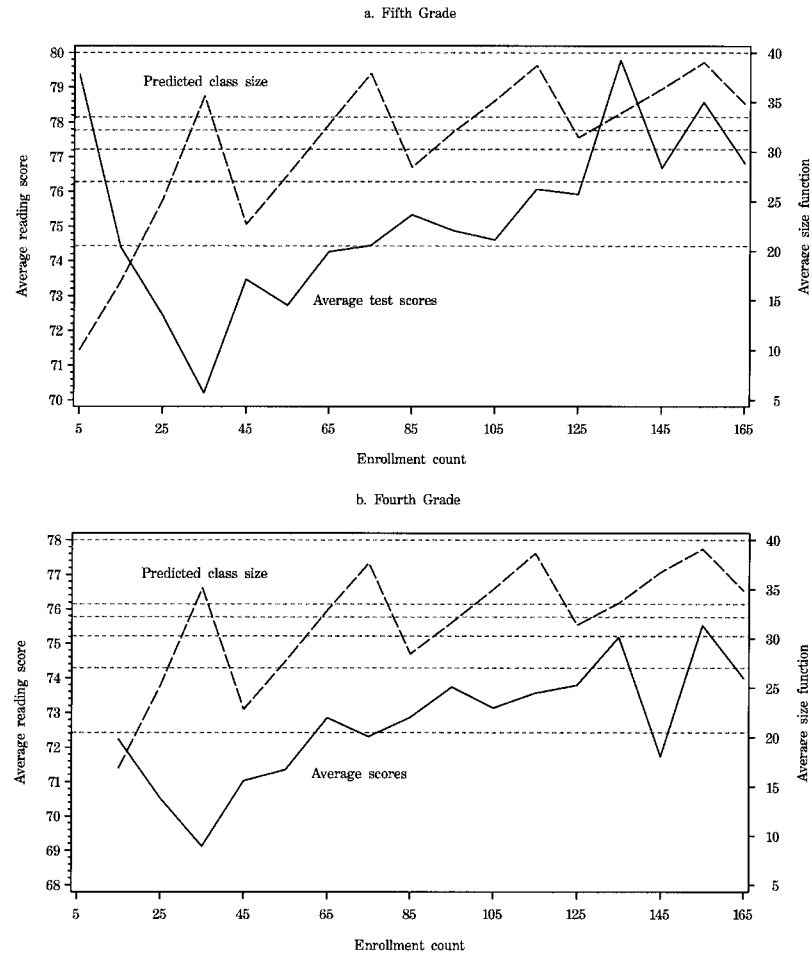 a. Fifth Grade
80
79
78
77
76
75
74
73
72
71
70
Average reading score
Predicted class size
Average test scores
40
35
30
25
20
15
10
5
Average size function
5 25 45 65 85 105 125 145 165
Enrollment count
b. Fourth Grade
78
77
76
75
74
73
72
71
70
69
68
Average reading score
Predicted class size
Average scores
40
35
30
25
20
15
10
5
Average size function
5 25 45 65 85 105 125 145 165
Enrollment count